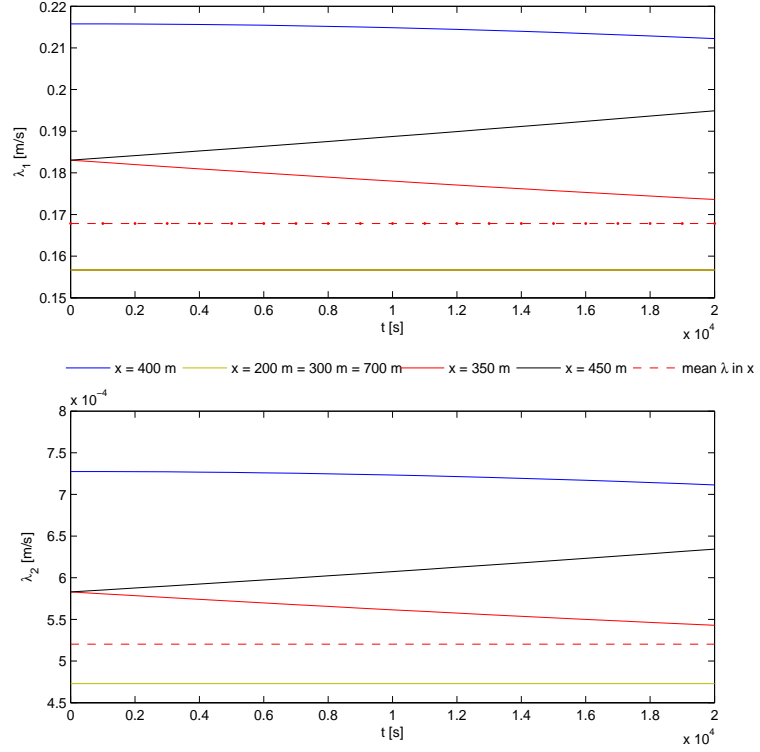 0.22
0.21
0.2
0.19
0.18
0.17
0.16
0.15
λ₁ [m/s]
0 0.2 0.4 0.6 0.8 1 1.2 1.4 1.6 1.8 2
t [s]
x 10⁴
x = 400 m x = 200 m = 300 m = 700 m x = 350 m x = 450 m mean λ in x
x 10⁻⁴
8
7.5
7
6.5
6
5.5
5
4.5
λ₂ [m/s]
0 0.2 0.4 0.6 0.8 1 1.2 1.4 1.6 1.8 2
t [s]
x 10⁴